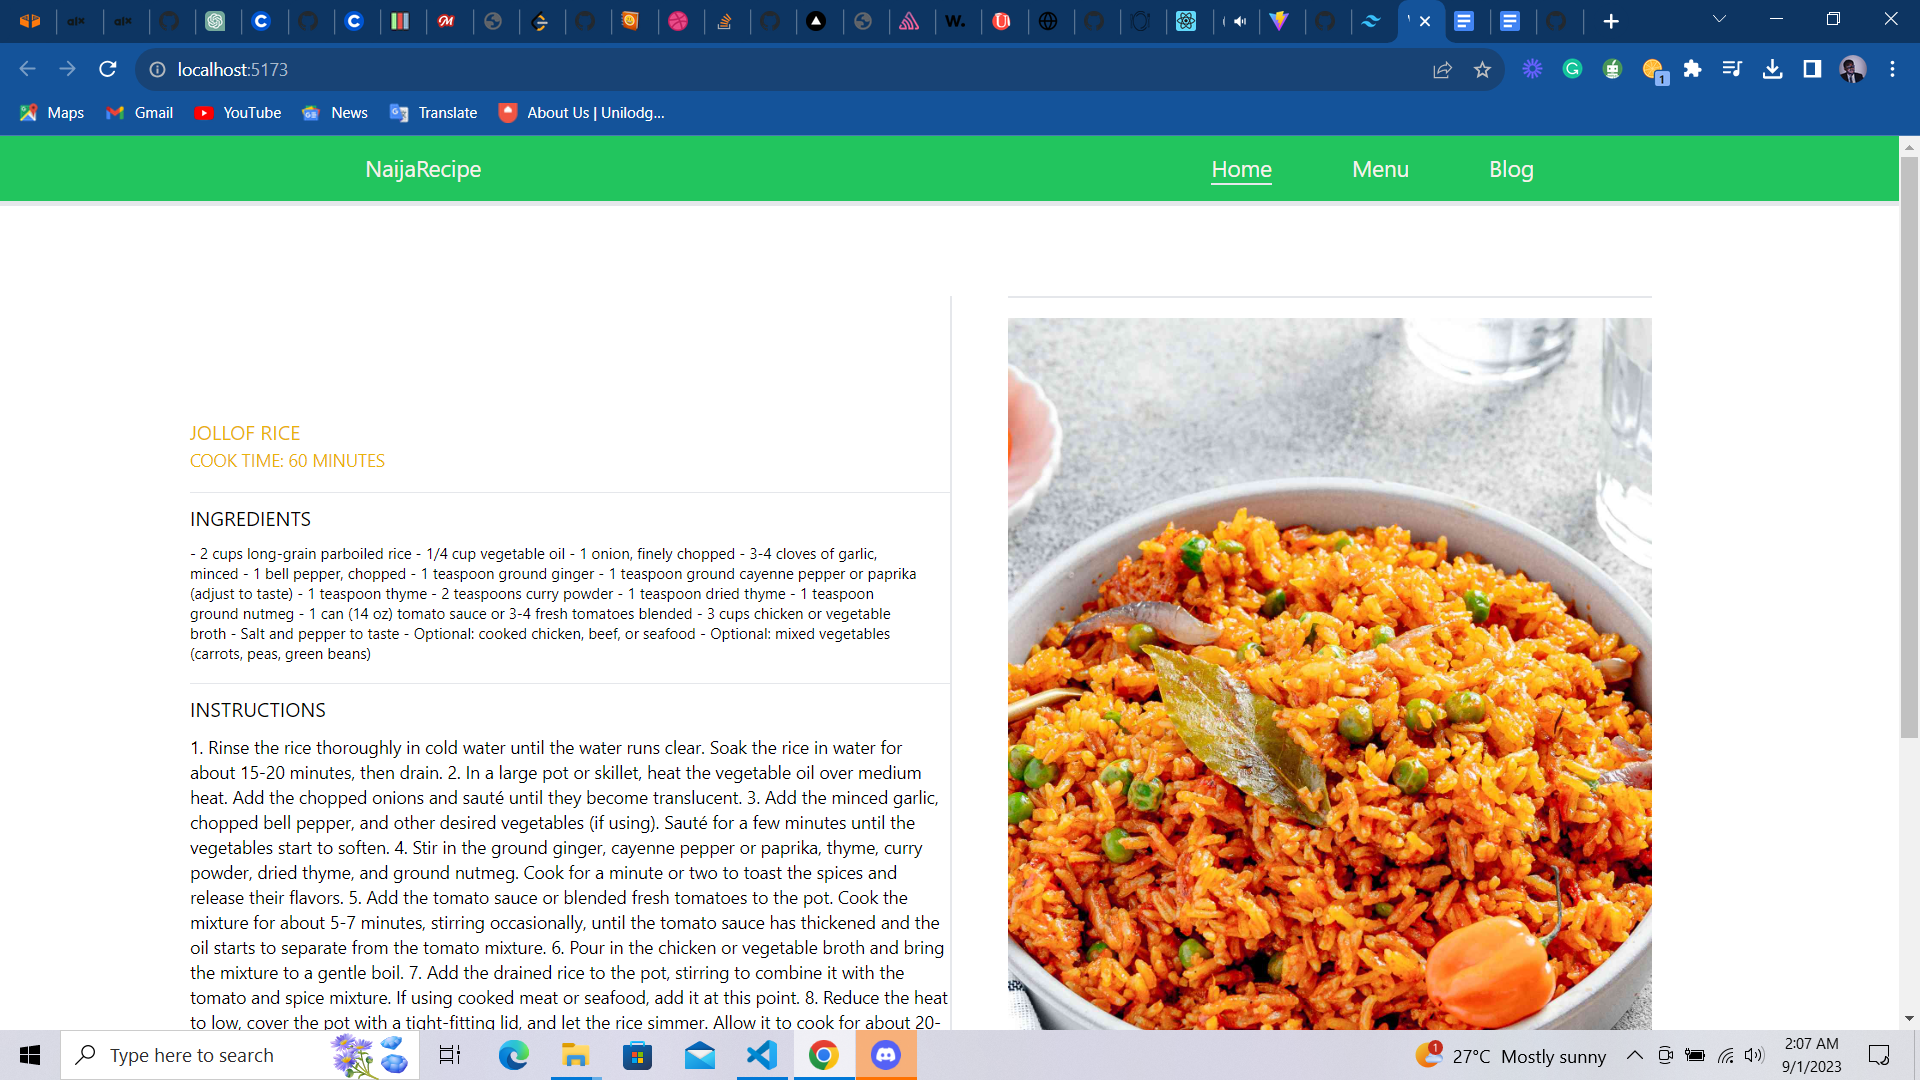 W.
localhost:5173
1
Maps
Gmail
YouTube
News
Translate
About Us | Unilodg...
NaijaRecipe
Home
Menu
Blog
JOLLOF RICE
COOK TIME: 60 MINUTES
INGREDIENTS
- 2 cups long-grain parboiled rice - 1/4 cup vegetable oil - 1 onion, finely chopped - 3-4 cloves of garlic,
minced - 1 bell pepper, chopped - 1 teaspoon ground ginger - 1 teaspoon ground cayenne pepper or paprika
(adjust to taste) - 1 teaspoon thyme - 2 teaspoons curry powder - 1 teaspoon dried thyme - 1 teaspoon
ground nutmeg - 1 can (14 oz) tomato sauce or 3-4 fresh tomatoes blended - 3 cups chicken or vegetable
broth - Salt and pepper to taste - Optional: cooked chicken, beef, or seafood - Optional: mixed vegetables
(carrots, peas, green beans)
INSTRUCTIONS
1. Rinse the rice thoroughly in cold water until the water runs clear. Soak the rice in water for
about 15-20 minutes, then drain. 2. In a large pot or skillet, heat the vegetable oil over medium
heat. Add the chopped onions and sauté until they become translucent. 3. Add the minced garlic,
chopped bell pepper, and other desired vegetables (if using). Sauté for a few minutes until the
vegetables start to soften. 4. Stir in the ground ginger, cayenne pepper or paprika, thyme, curry
powder, dried thyme, and ground nutmeg. Cook for a minute or two to toast the spices and
release their flavors. 5. Add the tomato sauce or blended fresh tomatoes to the pot. Cook the
mixture for about 5-7 minutes, stirring occasionally, until the tomato sauce has thickened and the
oil starts to separate from the tomato mixture. 6. Pour in the chicken or vegetable broth and bring
the mixture to a gentle boil. 7. Add the drained rice to the pot, stirring to combine it with the
tomato and spice mixture. If using cooked meat or seafood, add it at this point. 8. Reduce the heat
to low, cover the pot with a tight-fitting lid, and let the rice simmer. Allow it to cook for about 20-
Type here to search
1
27°C Mostly sunny
2:07 AM
9/1/2023